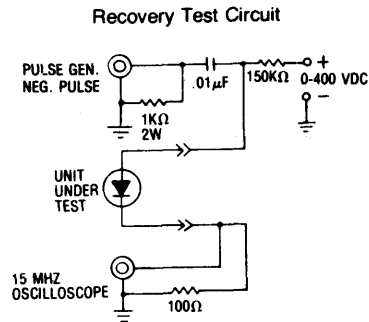 Recovery Test Circuit
PULSE GEN.
NEG. PULSE
.01μF
150KΩ
+
0-400 VDC
−
1KΩ
2W
UNIT
UNDER
TEST
15 MHZ
OSCILLOSCOPE
100Ω